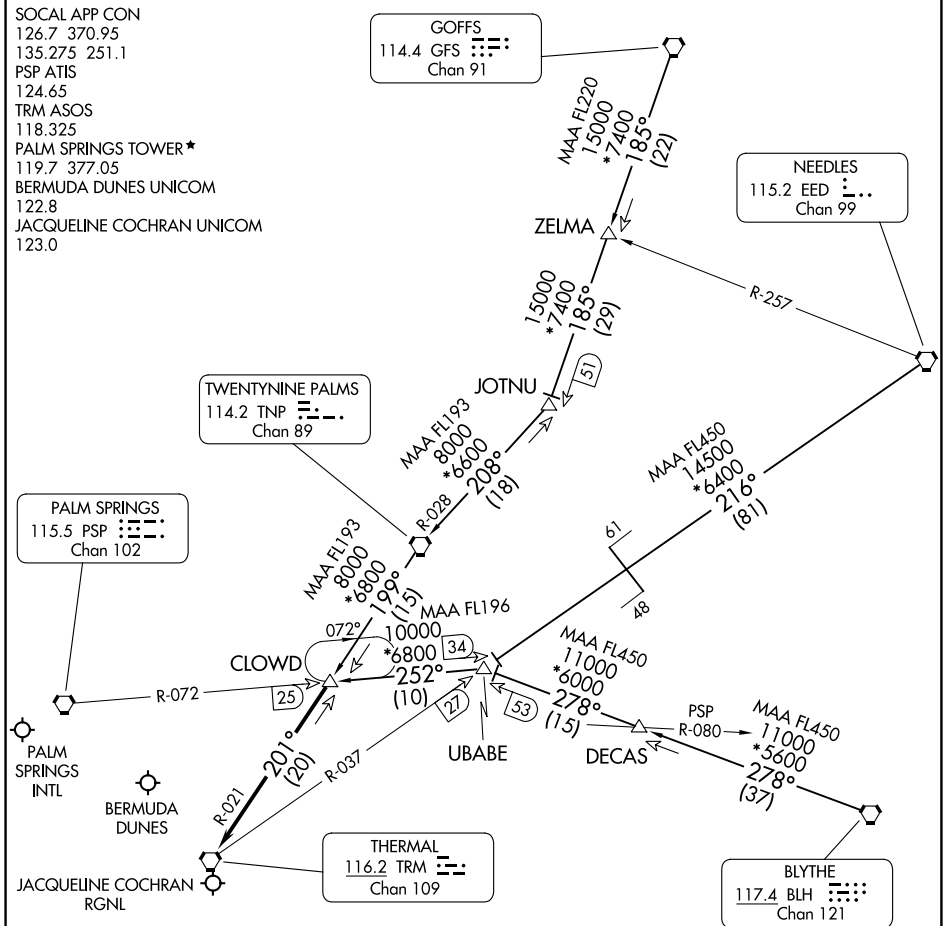 SOCAL APP CON
126.7 370.95
135.275 251.1
PSP ATIS
124.65
TRM ASOS
118.325
PALM SPRINGS TOWER★
119.7 377.05
BERMUDA DUNES UNICOM
122.8
JACQUELINE COCHRAN UNICOM
123.0
GOFFS
114.4 GFS
Chan 91
MAA FL220
15000
*7400
185°
(22)
NEEDLES
115.2 EED
Chan 99
ZELMA
R-257
15000
*7400
185°
(29)
JOTNU
51
TWENTYNINE PALMS
114.2 TNP
Chan 89
MAA FL193
8000
*6600
208°
(18)
R-028
MAA FL450
14500
*6400
216°
(81)
61
48
PALM SPRINGS
115.5 PSP
Chan 102
MAA FL193
8000
*6800
199°
(15)
MAA FL196
10000
*6800
252°
(10)
072°
34
CLOWD
R-072
25
27
53
UBABE
MAA FL450
11000
*6000
278°
(15)
DECAS
PSP
R-080
MAA FL450
11000
*5600
278°
(37)
PALM
SPRINGS
INTL
BERMUDA
DUNES
201°
(20)
R-021
R-037
JACQUELINE COCHRAN
RGNL
THERMAL
116.2 TRM
Chan 109
BLYTHE
117.4 BLH
Chan 121